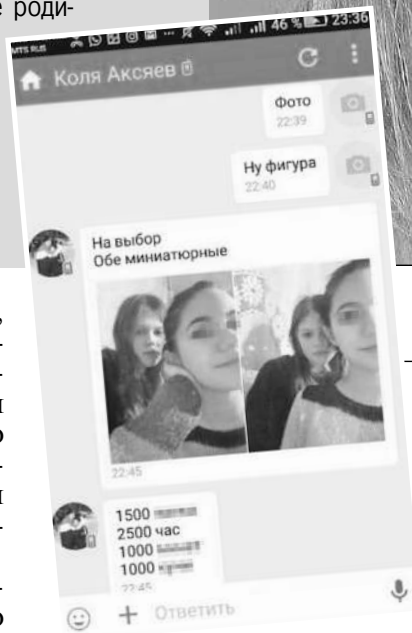 е роди-
MTS RUS 46 % 23:36
Коля Аксяев
Фото
22:39
Ну фигура
22:40
На выбор
Обе миниатюрные
22:45
1500
2500 час
1000
1000
22:45
Ответить